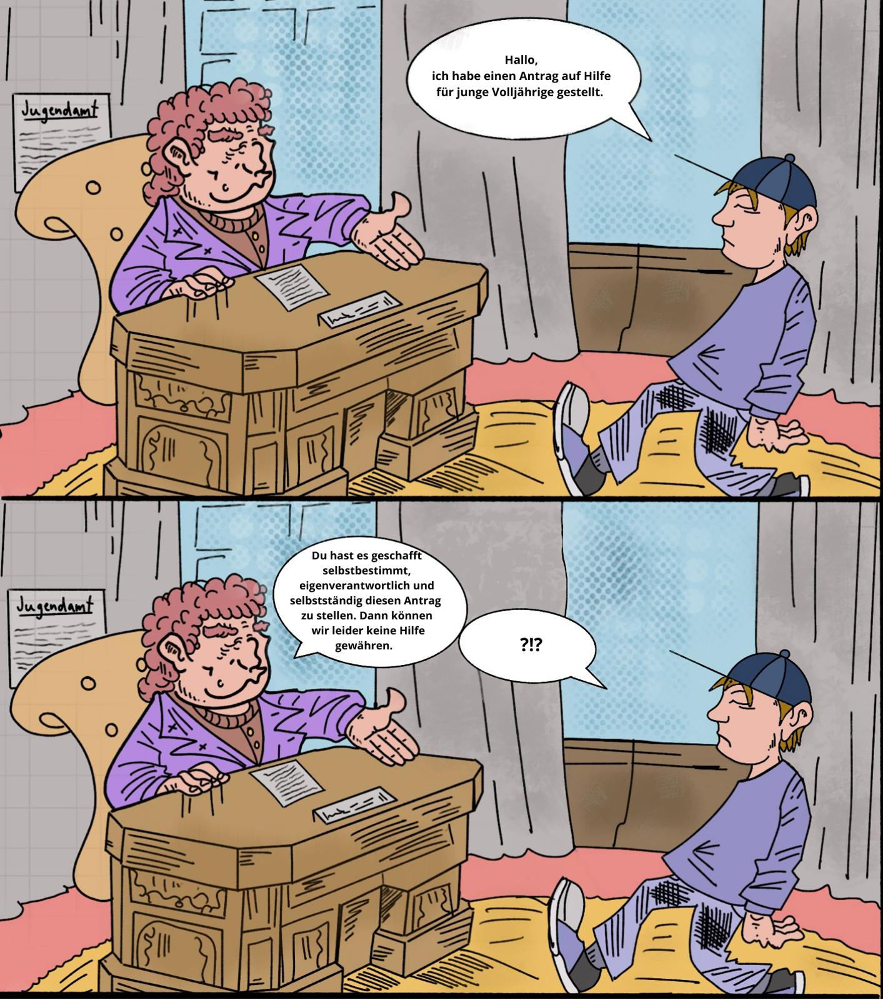 Jugendamt
Hallo,
ich habe einen Antrag auf Hilfe
für junge Volljährige gestellt.
Jugendamt
Du hast es geschafft
selbstbestimmt,
eigenverantwortlich und
selbstständig diesen Antrag
zu stellen. Dann können
wir leider keine Hilfe
gewähren.
?!?